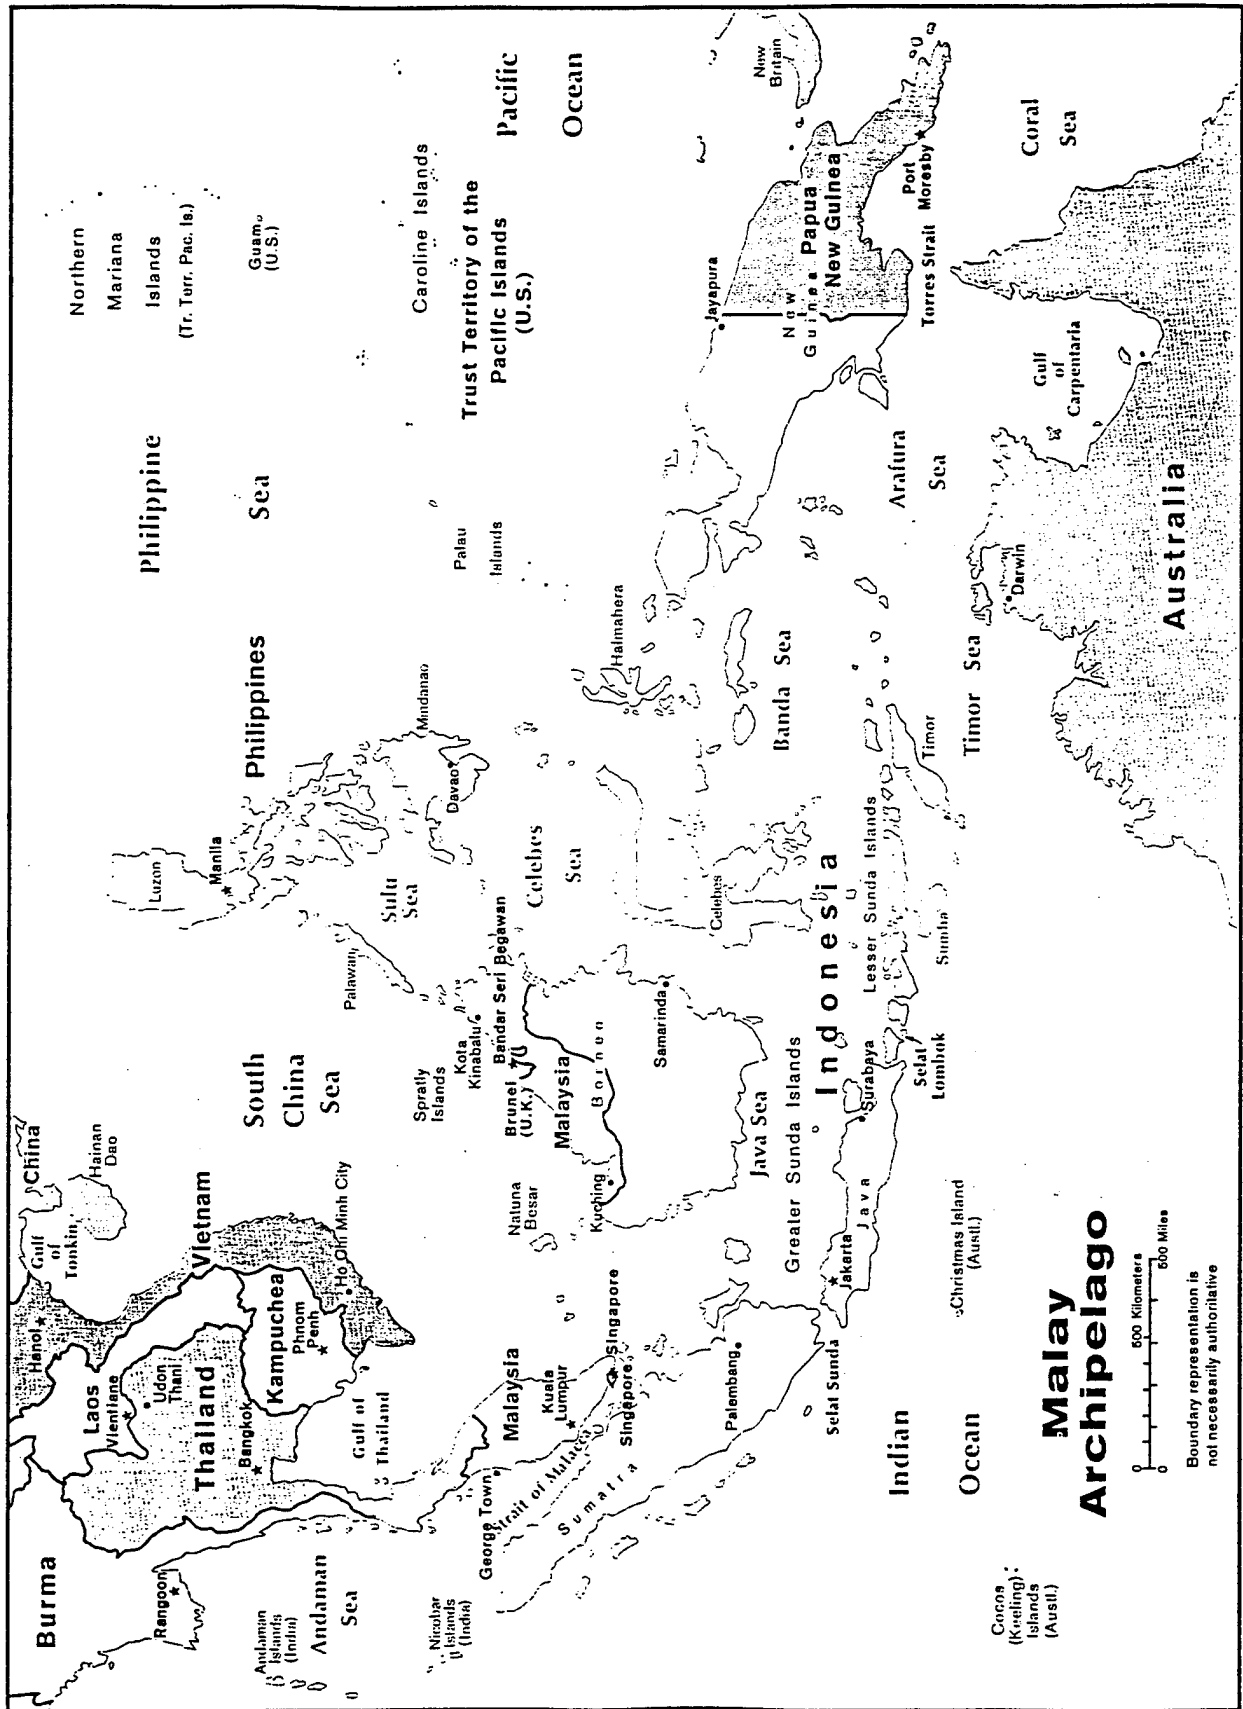 Burma
Rangoon
Andaman
Islands
(India)
Andaman
Sea
Nicobar
Islands
(India)
Laos
Vientiane
Hanoi
Udon
Thani
Thailand
Bangkok
Kampuchea
Phnom
Penh
Gulf of
Thailand
China
Gulf
of
Tonkin
Hainan
Dao
Vietnam
Ho Chi Minh City
South
China
Sea
Luzon
Manila
Philippines
Philippine
Sea
Northern
Mariana
Islands
(Tr. Terr. Pac. Is.)
Guam
(U.S.)
Palawan
Sulu
Sea
Mindanao
Davao
Caroline Islands
Trust Territory of the
Pacific Islands
(U.S.)
Palau
Islands
Pacific
Ocean
George Town
Strait of Malacca
Malaysia
Kuala
Lumpur
Singapore
Singapore
Sumatra
Natuna
Besar
Spratly
Islands
Kota
Kinabalu
Bandar Seri Begawan
Brunei
(U.K.)
Malaysia
Kuching
Borneo
Samarinda
Celebes
Sea
Celebes
Halmahera
Palembang
Selat Sunda
Java Sea
Greater Sunda Islands
Jakarta
Java
Surabaya
Selat
Lombok
Indonesia
Lesser Sunda Islands
Sumba
Timor
Banda Sea
Timor Sea
Arafura
Sea
Jayapura
New
Guinea
Papua
New Guinea
New
Britain
Port
Moresby
Torres Strait
Coral
Sea
Gulf
of
Carpentaria
Darwin
Australia
Indian
Ocean
Christmas Island
(Austl.)
Cocos
(Keeling)
Islands
(Austl.)
Malay
Archipelago
0 500 Kilometers
0 500 Miles
Boundary representation is
not necessarily authoritative